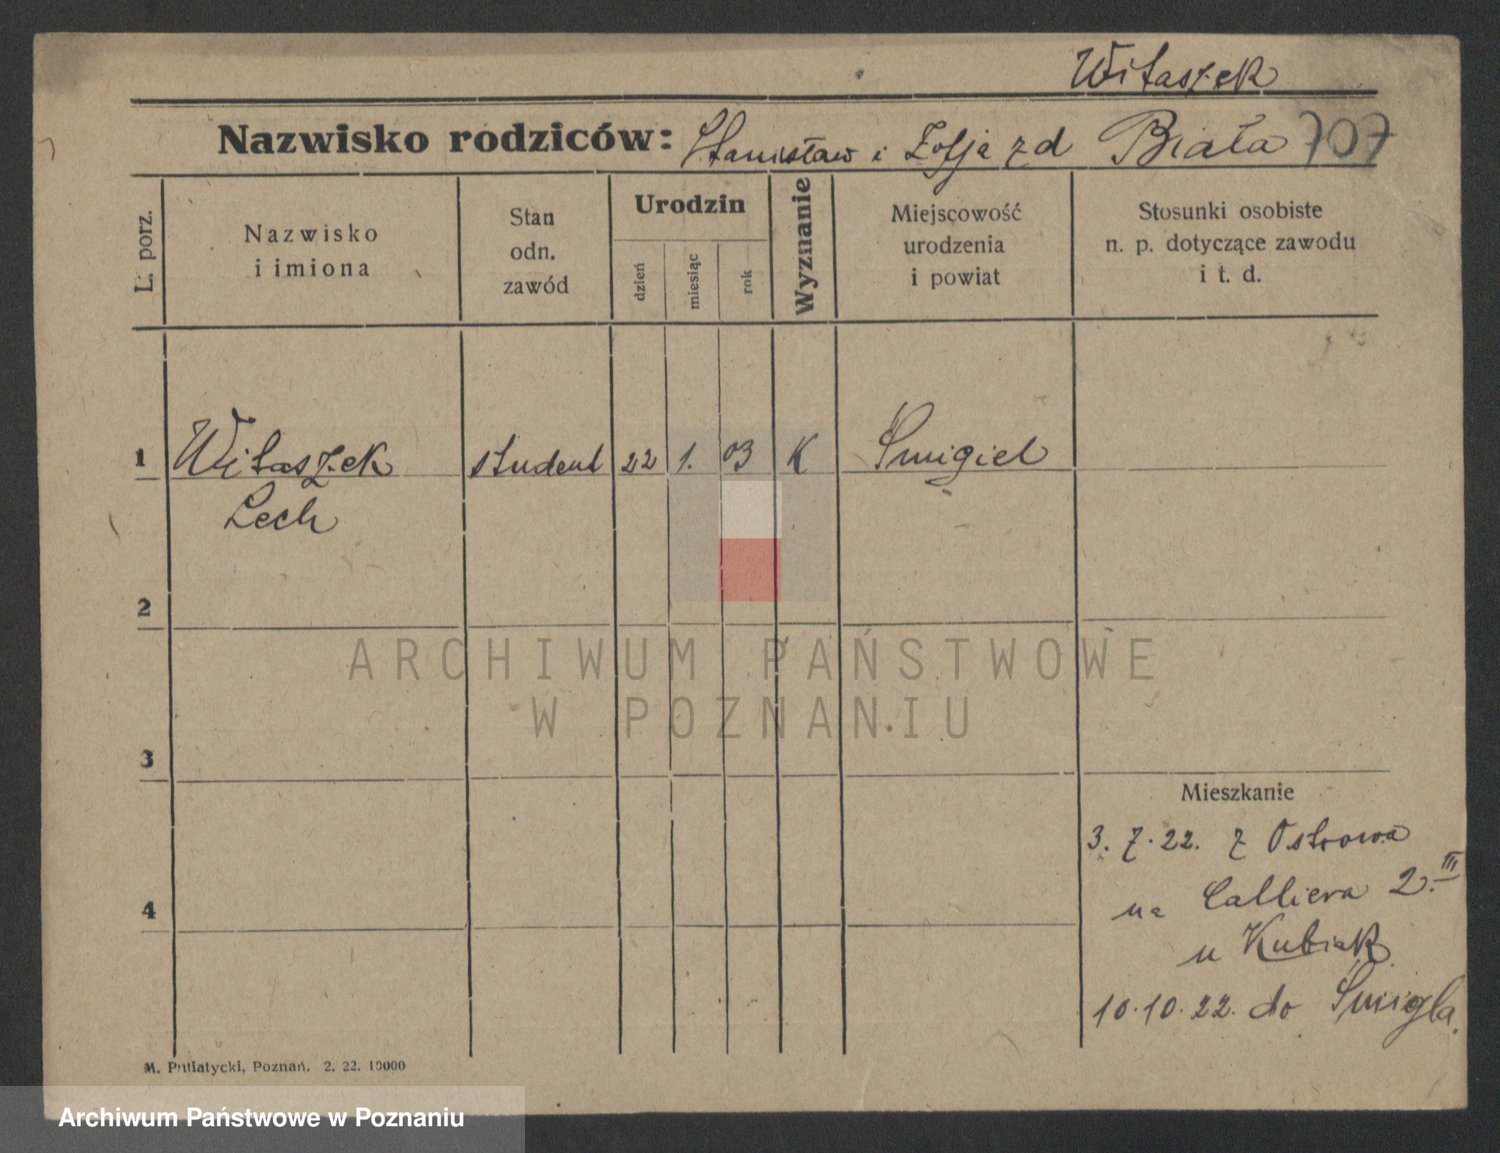 Witaszek
Nazwisko rodziców: Stanisław i Zofja z d Biała 707
L. porz.
Nazwisko
i imiona
Stan
odn.
zawód
Urodzin
dzień
miesiąc
rok
Wyznanie
Miejscowość
urodzenia
i powiat
Stosunki osobiste
n. p. dotyczące zawodu
i t. d.
1 Witaszek student 22 1. 03 K Śmigiel
Lech
2
ARCHIWUM PAŃSTWOWE
W POZNANIU
3
Mieszkanie
3. 7. 22. z Ostrowa
na Calliera 2. III
4
u Kubiak
10. 10. 22. do Śmigla.
M. Putiatycki, Poznań. 2. 22. 10000
Archiwum Państwowe w Poznaniu